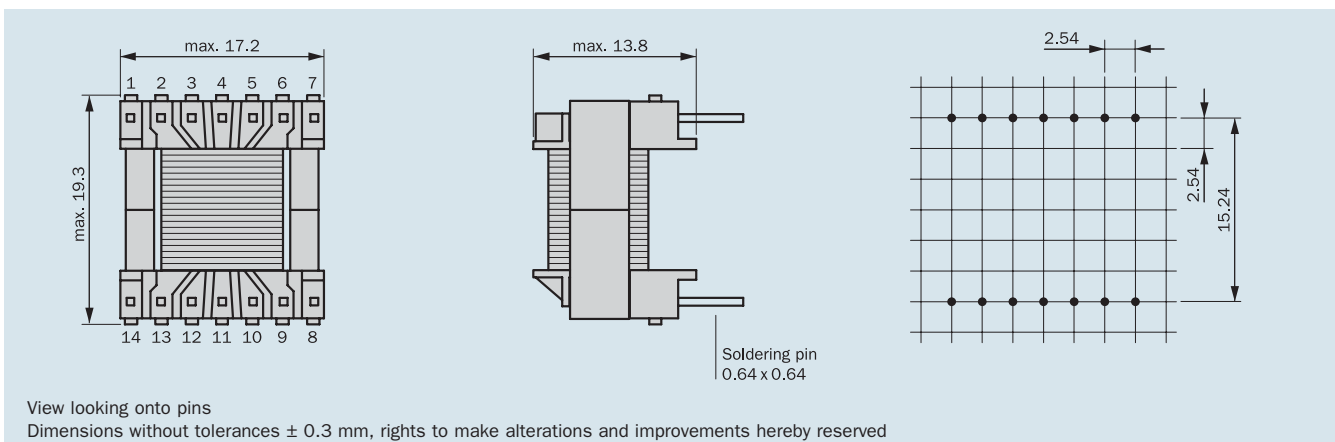 max. 17.2
1 2 3 4 5 6 7
max. 19.3
14 13 12 11 10 9 8
max. 13.8
Soldering pin
0.64 x 0.64
2.54
2.54
15.24
View looking onto pins
Dimensions without tolerances ± 0.3 mm, rights to make alterations and improvements hereby reserved